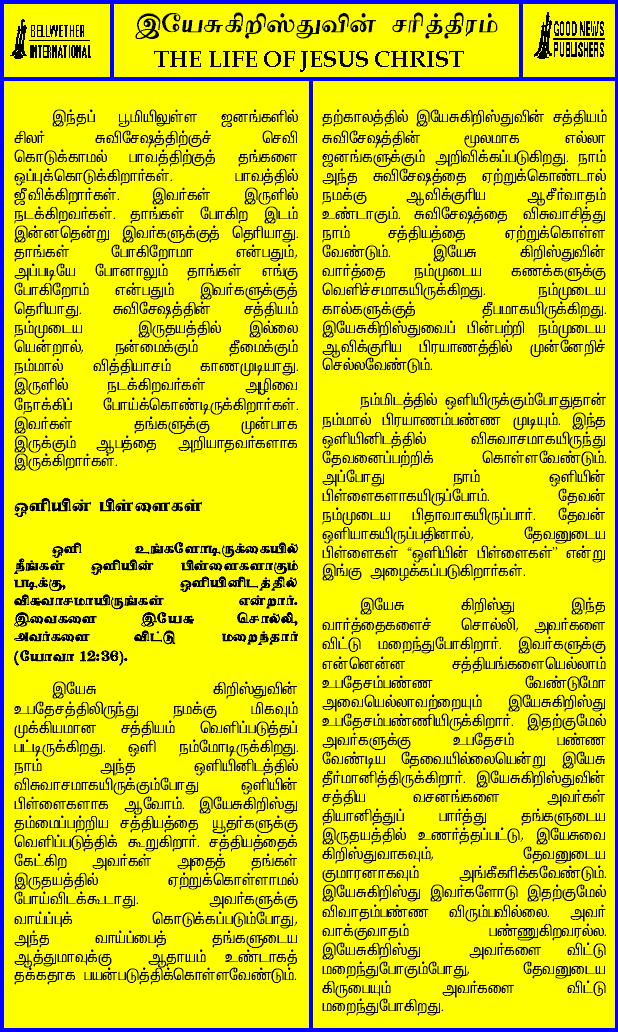 BELLWETHER
INTERNATIONAL
இயேசுகிறிஸ்துவின் சரித்திரம்
THE LIFE OF JESUS CHRIST
GOOD NEWS
PUBLISHERS
இந்தப் பூமியிலுள்ள ஜனங்களில்
சிலர் சுவிசேஷத்திற்குச் செவி
கொடுக்காமல் பாவத்திற்குத் தங்களை
ஒப்புக்கொடுக்கிறார்கள். பாவத்தில்
ஜீவிக்கிறார்கள். இவர்கள் இருளில்
நடக்கிறவர்கள். தாங்கள் போகிற இடம்
இன்னதென்று இவர்களுக்குத் தெரியாது.
தாங்கள் போகிறோமா என்பதும்,
அப்படியே போனாலும் தாங்கள் எங்கு
போகிறோம் என்பதும் இவர்களுக்குத்
தெரியாது. சுவிசேஷத்தின் சத்தியம்
நம்முடைய இருதயத்தில் இல்லை
யென்றால், நன்மைக்கும் தீமைக்கும்
நம்மால் வித்தியாசம் காணமுடியாது.
இருளில் நடக்கிறவர்கள் அழிவை
நோக்கிப் போய்க்கொண்டிருக்கிறார்கள்.
இவர்கள் தங்களுக்கு முன்பாக
இருக்கும் ஆபத்தை அறியாதவர்களாக
இருக்கிறார்கள்.
ஒளியின் பிள்ளைகள்
ஒளி உங்களோடிருக்கையில்
நீங்கள் ஒளியின் பிள்ளைகளாகும்
படிக்கு, ஒளியினிடத்தில்
விசுவாசமாயிருங்கள் என்றார்.
இவைகளை இயேசு சொல்லி,
அவர்களை விட்டு மறைந்தார்
(யோவா 12:36).
இயேசு கிறிஸ்துவின்
உபதேசத்திலிருந்து நமக்கு மிகவும்
முக்கியமான சத்தியம் வெளிப்படுத்தப்
பட்டிருக்கிறது. ஒளி நம்மோடிருக்கிறது.
நாம் அந்த ஒளியினிடத்தில்
விசுவாசமாகயிருக்கும்போது ஒளியின்
பிள்ளைகளாக ஆவோம். இயேசுகிறிஸ்து
தம்மைப்பற்றிய சத்தியத்தை யூதர்களுக்கு
வெளிப்படுத்திக் கூறுகிறார். சத்தியத்தைக்
கேட்கிற அவர்கள் அதைத் தங்கள்
இருதயத்தில் ஏற்றுக்கொள்ளாமல்
போய்விடக்கூடாது. அவர்களுக்கு
வாய்ப்புக் கொடுக்கப்படும்போது,
அந்த வாய்ப்பைத் தங்களுடைய
ஆத்துமாவுக்கு ஆதாயம் உண்டாகத்
தக்கதாக பயன்படுத்திக்கொள்ளவேண்டும்.
தற்காலத்தில் இயேசுகிறிஸ்துவின் சத்தியம்
சுவிசேஷத்தின் மூலமாக எல்லா
ஜனங்களுக்கும் அறிவிக்கப்படுகிறது. நாம்
அந்த சுவிசேஷத்தை ஏற்றுக்கொண்டால்
நமக்கு ஆவிக்குரிய ஆசீர்வாதம்
உண்டாகும். சுவிசேஷத்தை விசுவாசித்து
நாம் சத்தியத்தை ஏற்றுக்கொள்ள
வேண்டும். இயேசு கிறிஸ்துவின்
வார்த்தை நம்முடைய கணக்களுக்கு
வெளிச்சமாகயிருக்கிறது. நம்முடைய
கால்களுக்குத் தீபமாகயிருக்கிறது.
இயேசுகிறிஸ்துவைப் பின்பற்றி நம்முடைய
ஆவிக்குரிய பிரயாணத்தில் முன்னேறிச்
செல்லவேண்டும்.
நம்மிடத்தில் ஒளியிருக்கும்போதுதான்
நம்மால் பிரயாணம்பண்ண முடியும். இந்த
ஒளியினிடத்தில் விசுவாசமாகயிருந்து
தேவனைப்பற்றிக் கொள்ளவேண்டும்.
அப்போது நாம் ஒளியின்
பிள்ளைகளாகயிருப்போம். தேவன்
நம்முடைய பிதாவாகயிருப்பார். தேவன்
ஒளியாகயிருப்பதினால், தேவனுடைய
பிள்ளைகள் “ஒளியின் பிள்ளைகள்” என்று
இங்கு அழைக்கப்படுகிறார்கள்.
இயேசு கிறிஸ்து இந்த
வார்த்தைகளைச் சொல்லி, அவர்களை
விட்டு மறைந்துபோகிறார். இவர்களுக்கு
என்னென்ன சத்தியங்களையெல்லாம்
உபதேசம்பண்ண வேண்டுமோ
அவையெல்லாவற்றையும் இயேசுகிறிஸ்து
உபதேசம்பண்ணியிருக்கிறார். இதற்குமேல்
அவர்களுக்கு உபதேசம் பண்ண
வேண்டிய தேவையில்லையென்று இயேசு
தீர்மானித்திருக்கிறார். இயேசுகிறிஸ்துவின்
சத்திய வசனங்களை அவர்கள்
தியானித்துப் பார்த்து தங்களுடைய
இருதயத்தில் உணர்த்தப்பட்டு, இயேசுவை
கிறிஸ்துவாகவும், தேவனுடைய
குமாரனாகவும் அங்கீகரிக்கவேண்டும்.
இயேசுகிறிஸ்து இவர்களோடு இதற்குமேல்
விவாதம்பண்ண விரும்பவில்லை. அவர்
வாக்குவாதம் பண்ணுகிறவரல்ல.
இயேசுகிறிஸ்து அவர்களை விட்டு
மறைந்துபோகும்போது, தேவனுடைய
கிருபையும் அவர்களை விட்டு
மறைந்துபோகிறது.